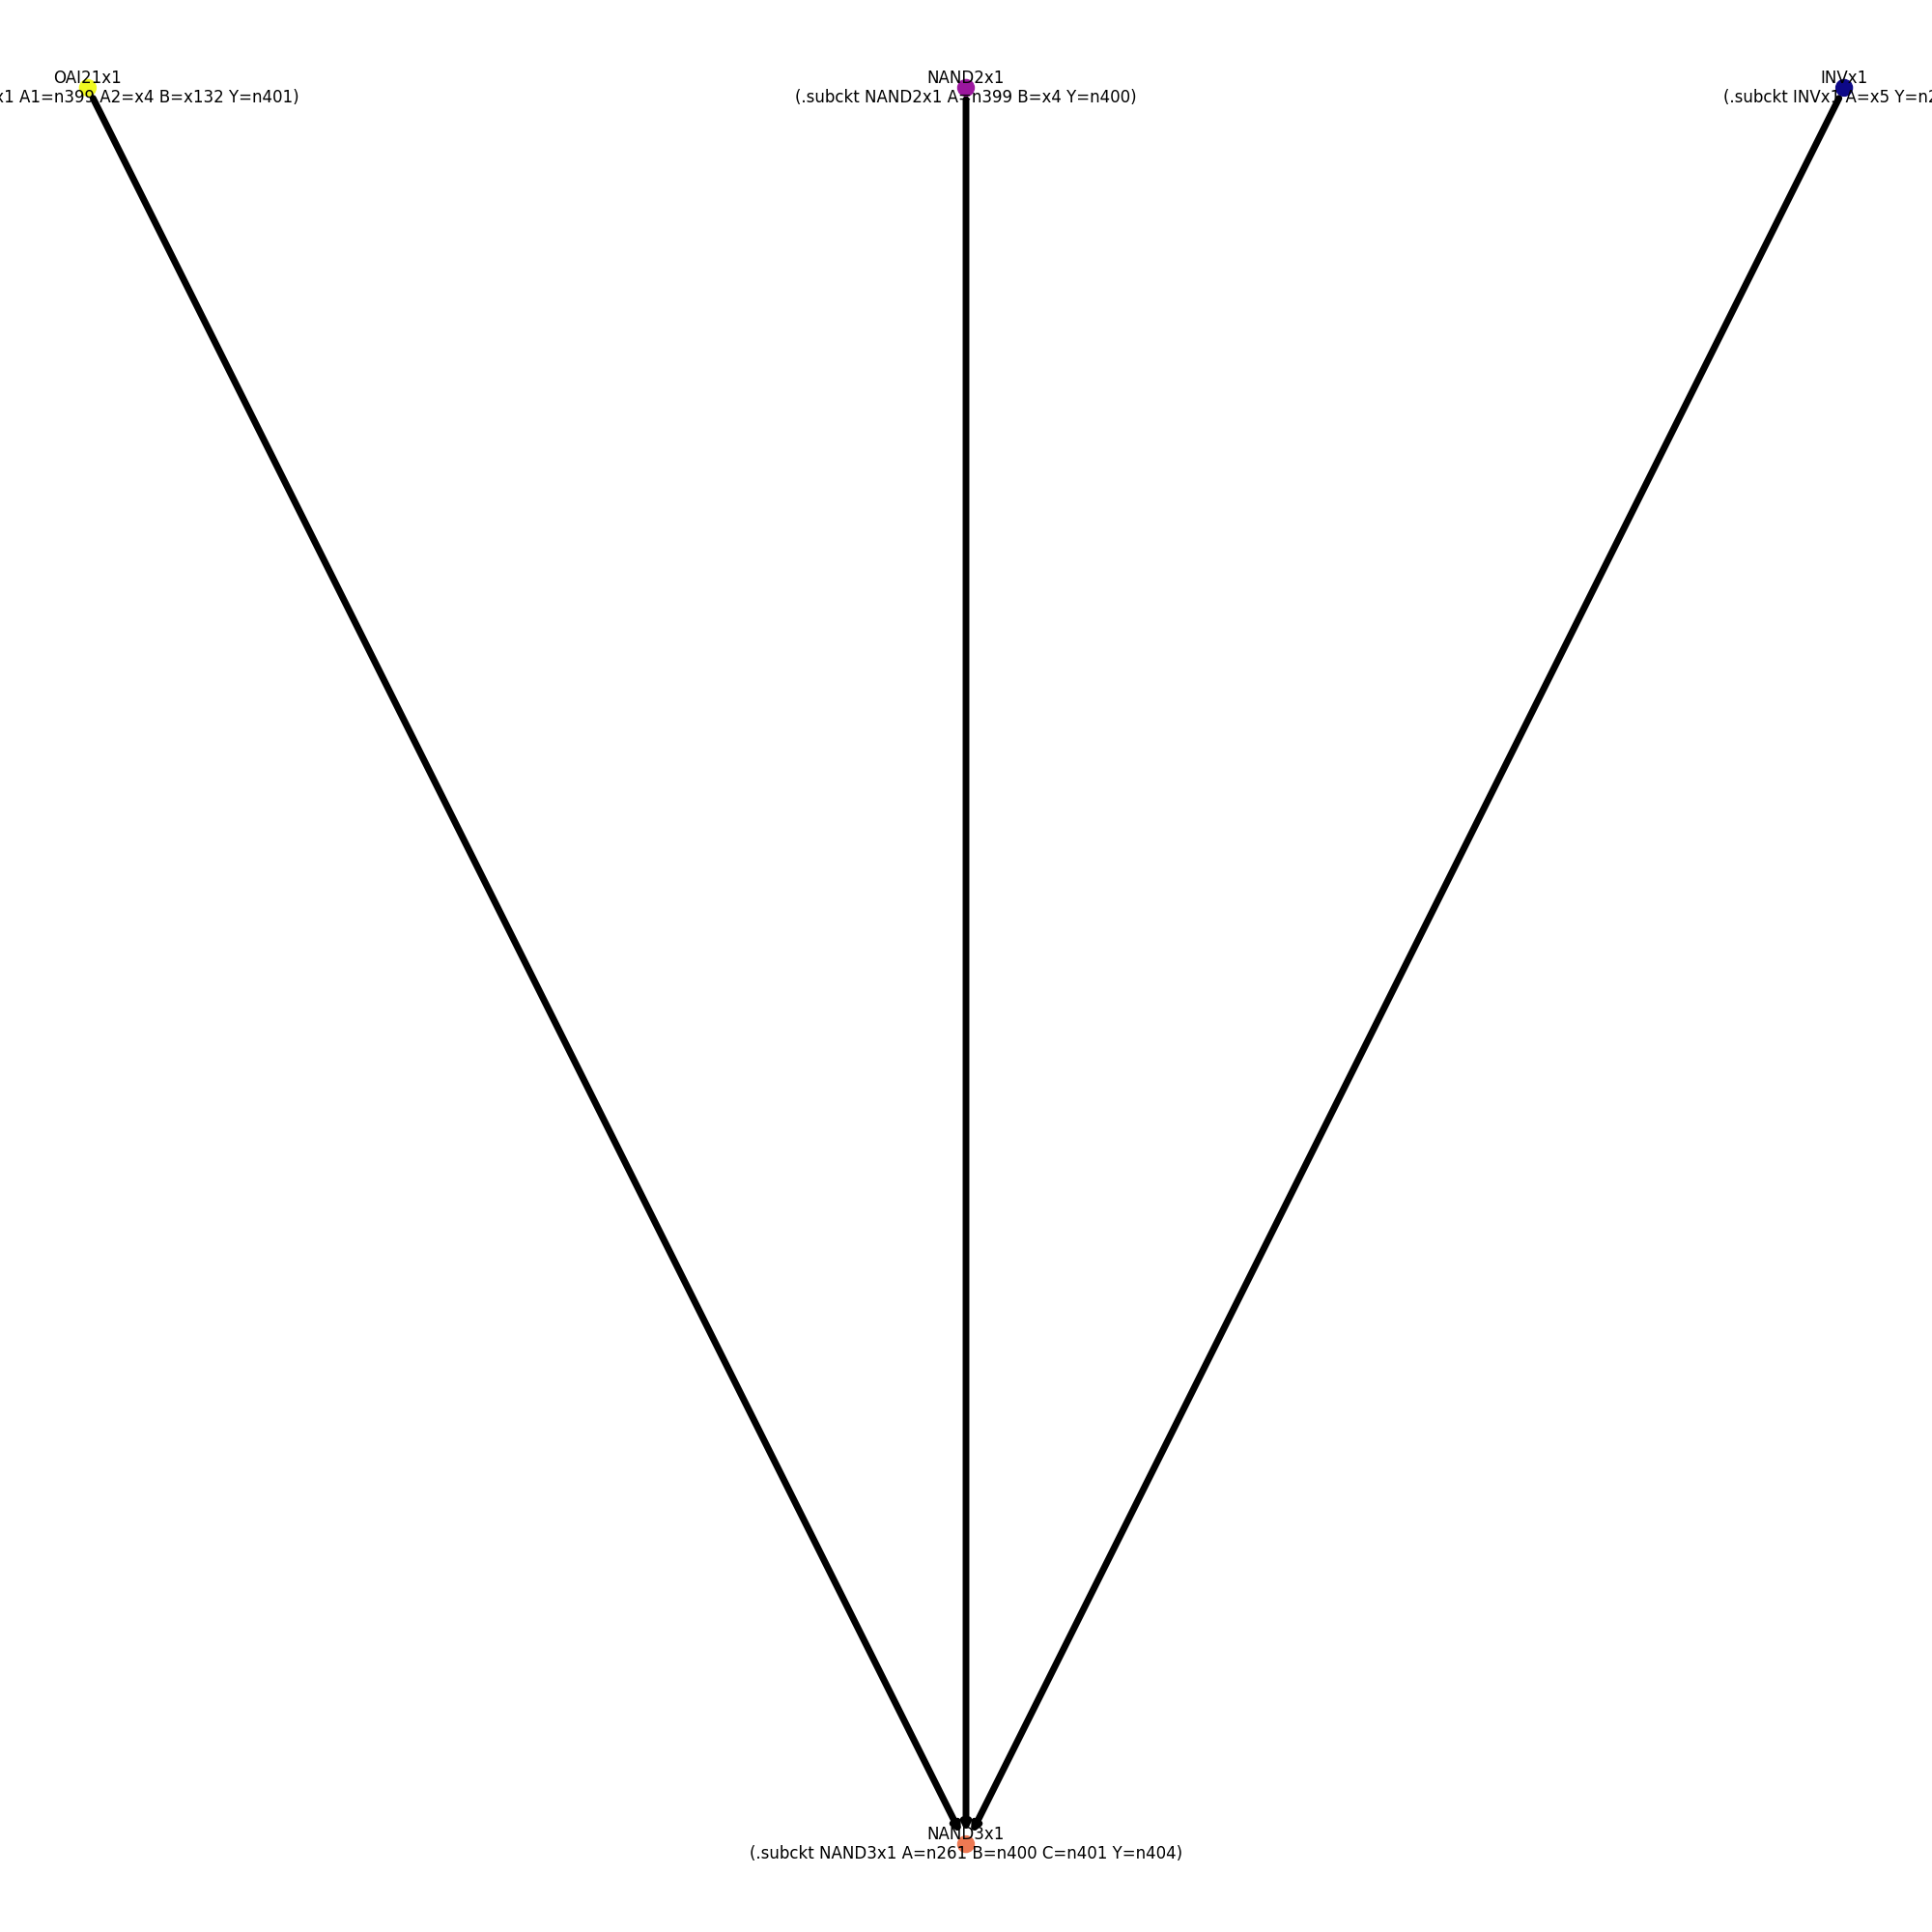 OAI21x1
x1 A1=n399 A2=x4 B=x132 Y=n401)
NAND2x1
(.subckt NAND2x1 A=n399 B=x4 Y=n400)
INVx1
(.subckt INVx1 A=x5 Y=n2
NAND3x1
(.subckt NAND3x1 A=n261 B=n400 C=n401 Y=n404)